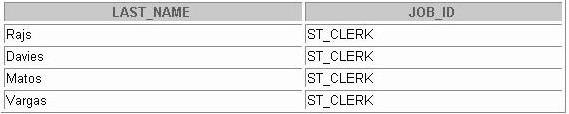 LAST_NAME JOB_ID
Rajs ST_CLERK
Davies ST_CLERK
Matos ST_CLERK
Vargas ST_CLERK